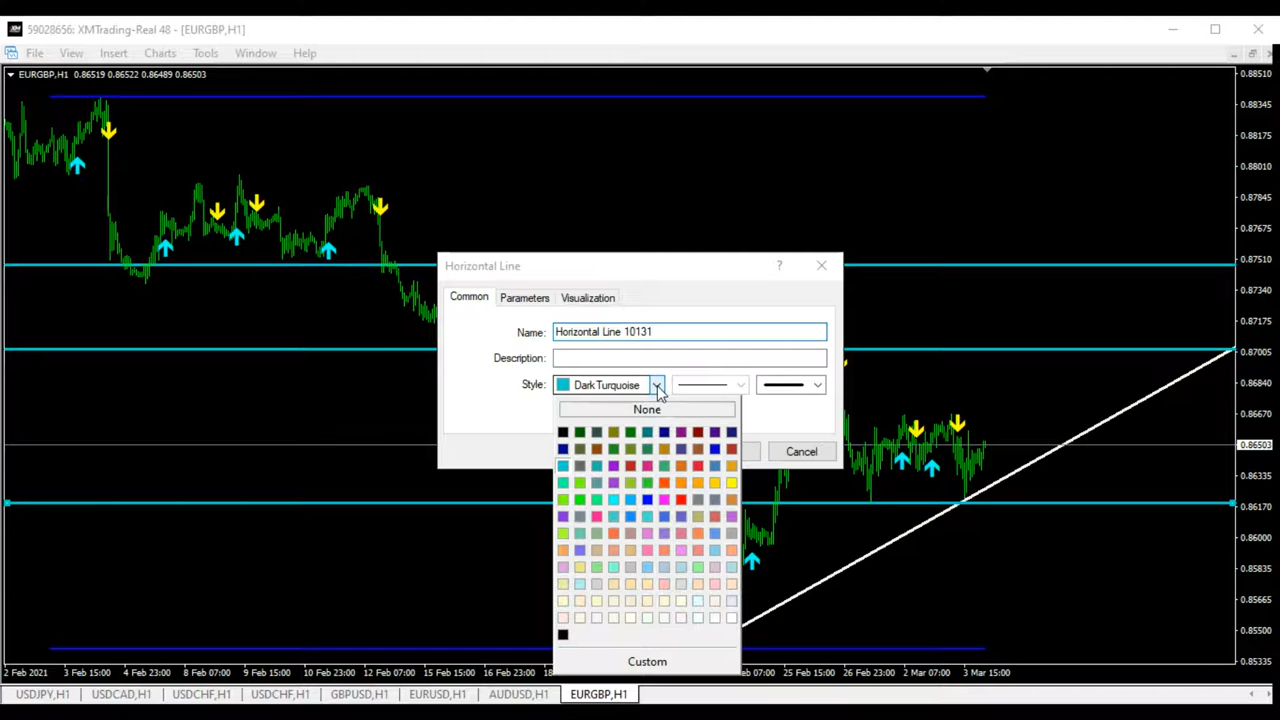 59028656: XMTrading-Real 48 - [EURGBP,H1]
File View Insert Charts Tools Window Help
EURGBP,H1 0.86519 0.86522 0.86489 0.86503
0.88510
0.88345
0.88175
0.88010
0.87845
0.87675
0.87510
0.87340
0.87175
0.87005
0.86840
0.86670
0.86503
0.86335
0.86170
0.86000
0.85835
0.85665
0.85500
0.85335
Horizontal Line
Common Parameters Visualization
Name: Horizontal Line 10131
Description:
Style: Dark Turquoise
None
Cancel
Custom
2 Feb 2021 3 Feb 15:00 4 Feb 23:00 8 Feb 07:00 9 Feb 15:00 10 Feb 23:00 12 Feb 07:00 15 Feb 15:00 16 Feb 23:00 25 Feb 15:00 26 Feb 23:00 2 Mar 07:00 3 Mar 15:00
USDJPY,H1 USDCAD,H1 USDCHF,H1 USDCHF,H1 GBPUSD,H1 EURUSD,H1 AUDUSD,H1 EURGBP,H1